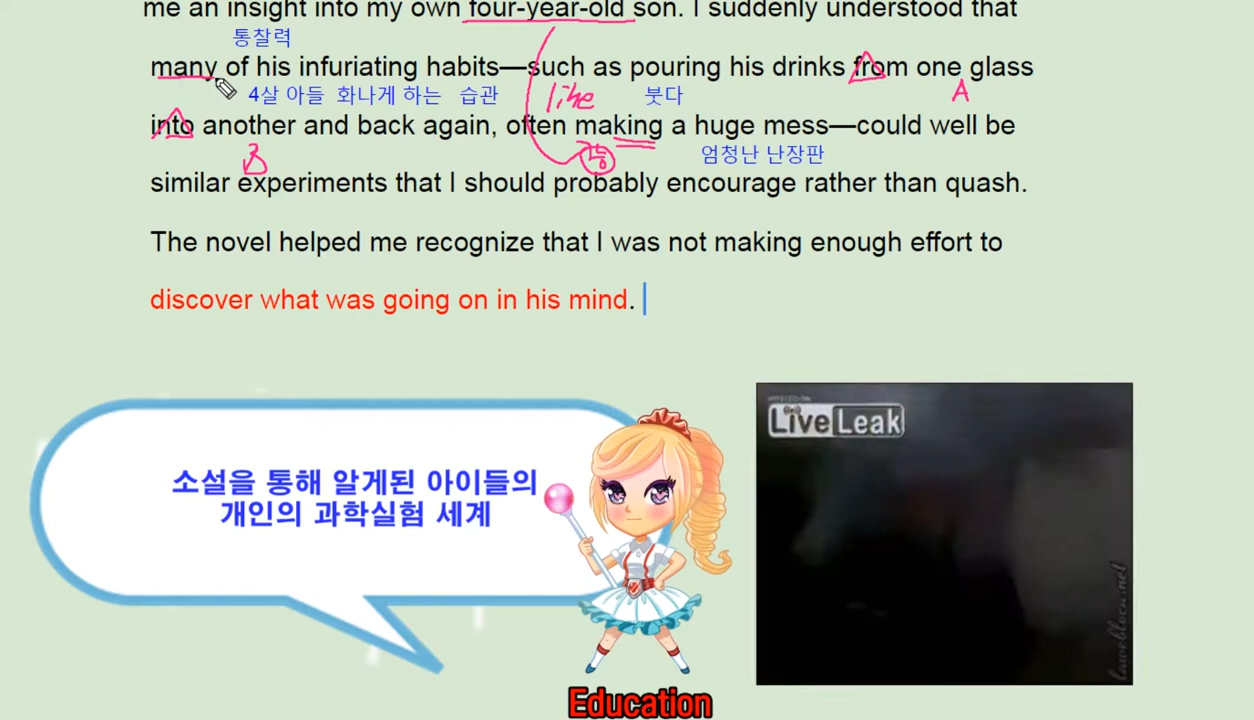 me an insight into my own four-year-old son. I suddenly understood that
통찰력
many of his infuriating habits—such as pouring his drinks from one glass
4살 아들 화나게 하는 습관 like 붓다 A
into another and back again, often making a huge mess—could well be
B 능 엄청난 난장판
similar experiments that I should probably encourage rather than quash.
The novel helped me recognize that I was not making enough effort to
discover what was going on in his mind.
소설을 통해 알게된 아이들의
개인의 과학실험 세계
LiveLeak
Education